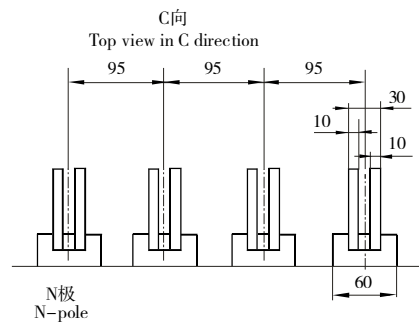 C向
Top view in C direction
95 95 95
30
10
10
60
N极
N-pole